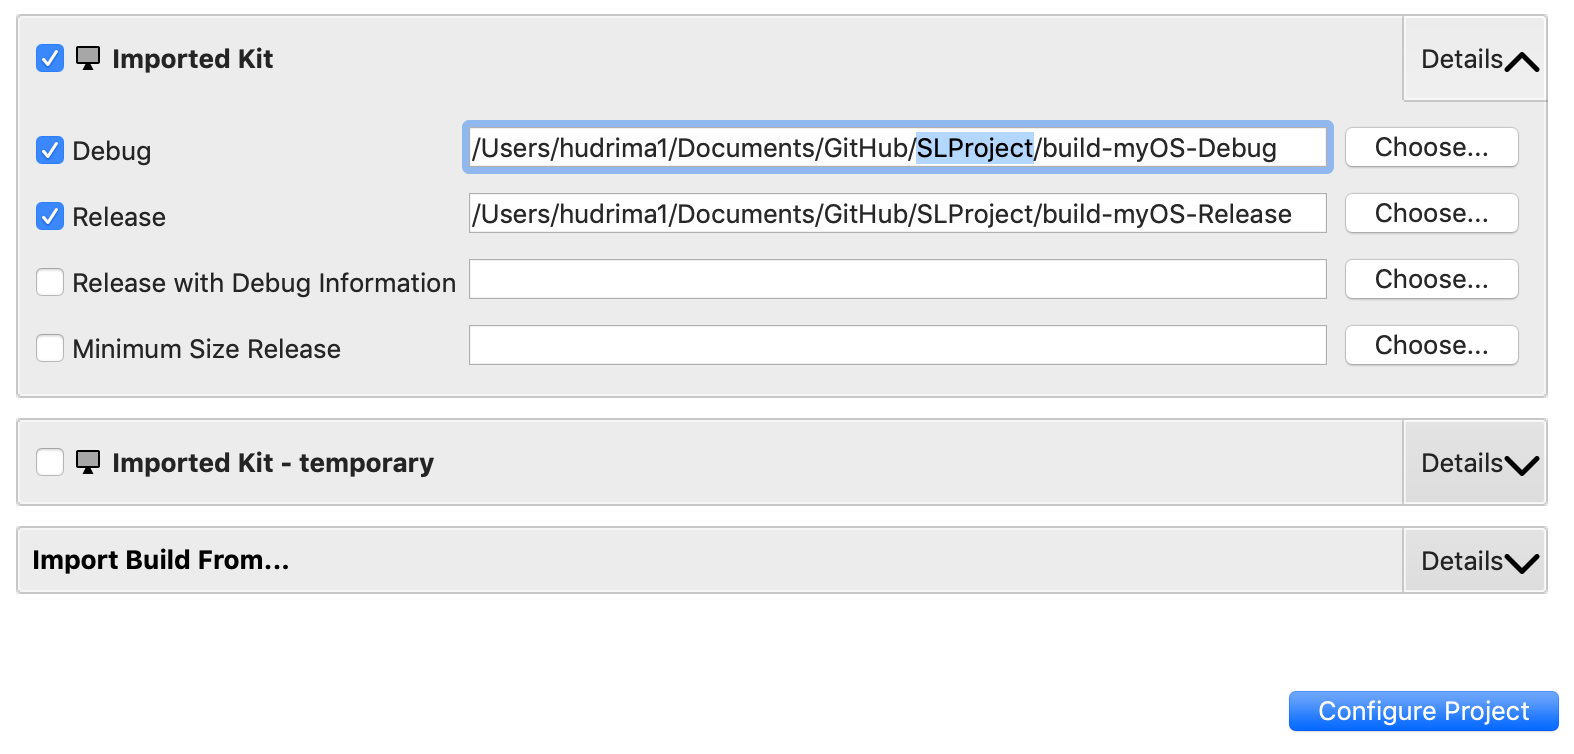 Imported Kit Details
Debug /Users/hudrima1/Documents/GitHub/SLProject/build-myOS-Debug Choose...
Release /Users/hudrima1/Documents/GitHub/SLProject/build-myOS-Release Choose...
Release with Debug Information Choose...
Minimum Size Release Choose...
Imported Kit - temporary Details
Import Build From... Details
Configure Project